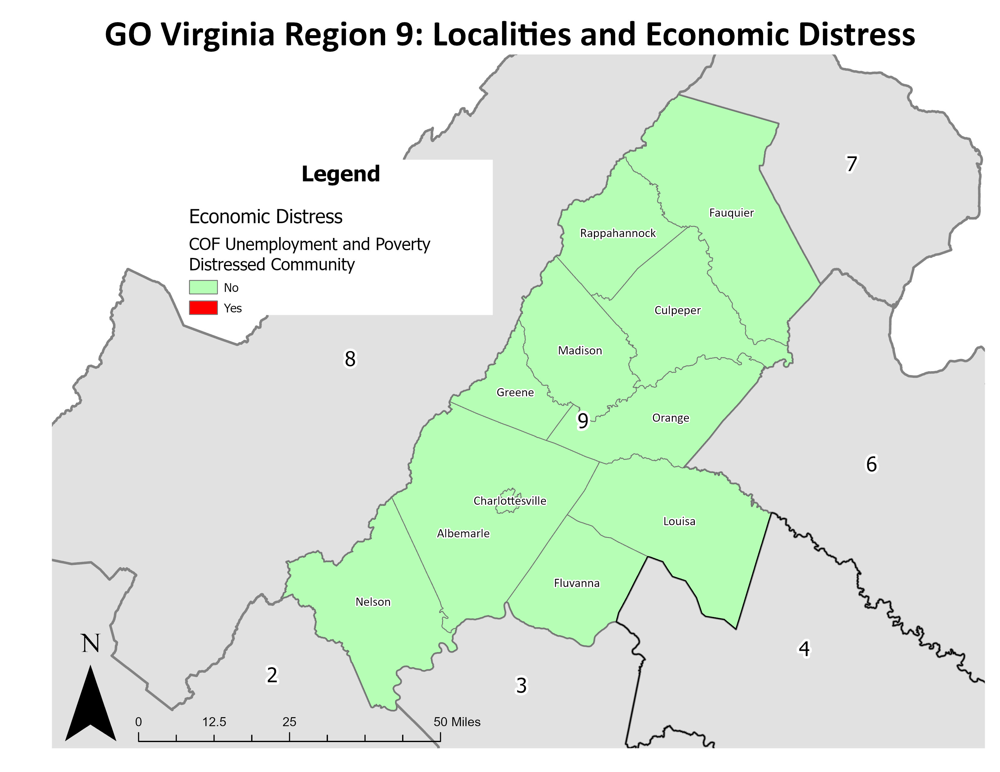 GO Virginia Region 9: Localities and Economic Distress
Legend
Economic Distress
COF Unemployment and Poverty
Distressed Community
No
Yes
7
Fauquier
Rappahannock
Culpeper
Madison
8
Greene
9
Orange
6
Charlottesville
Louisa
Albemarle
Fluvanna
Nelson
N
4
2
3
0
12.5
25
50 Miles